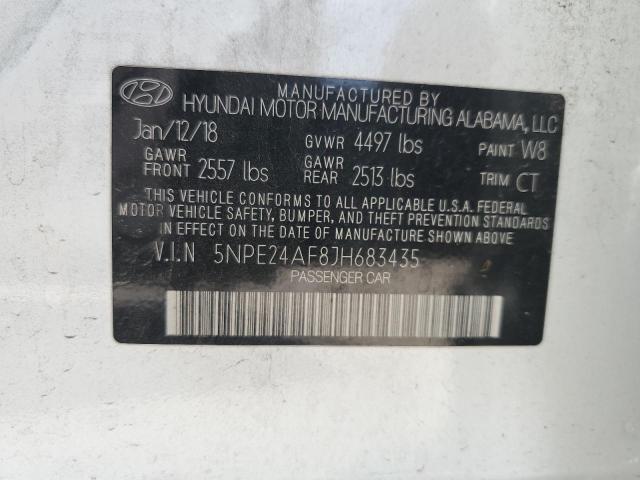 MANUFACTURED BY
HYUNDAI MOTOR MANUFACTURING ALABAMA, LLC
Jan/12/18 GVWR 4497 lbs PAINT W8
GAWR FRONT 2557 lbs GAWR REAR 2513 lbs TRIM CT
THIS VEHICLE CONFORMS TO ALL APPLICABLE U.S.A. FEDERAL
MOTOR VEHICLE SAFETY, BUMPER, AND THEFT PREVENTION STANDARDS
IN EFFECT ON THE DATE OF MANUFACTURE SHOWN ABOVE.
V.I.N 5NPE24AF8JH683435
PASSENGER CAR